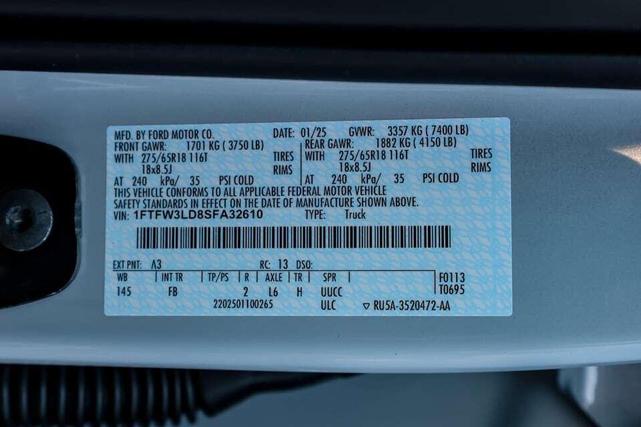 MFD. BY FORD MOTOR CO. DATE: 01/25 GVWR: 3357 KG ( 7400 LB)
FRONT GAWR: 1701 KG ( 3750 LB) REAR GAWR: 1882 KG ( 4150 LB)
WITH 275/65R18 116T TIRES WITH 275/65R18 116T TIRES
18x8.5J RIMS 18x8.5J RIMS
AT 240 kPa/ 35 PSI COLD AT 240 kPa/ 35 PSI COLD
THIS VEHICLE CONFORMS TO ALL APPLICABLE FEDERAL MOTOR VEHICLE
SAFETY STANDARDS IN EFFECT ON THE DATE OF MANUFACTURE SHOWN ABOVE.
VIN: 1FTFW3LD8SFA32610 TYPE: Truck
EXT PNT: A3 RC: 13 DSO:
WB INT TR TP/PS R AXLE TR SPR F0113
145 FB 2 L6 H UUCC T0695
2202501100265 ULC ▽ RU5A-3520472-AA